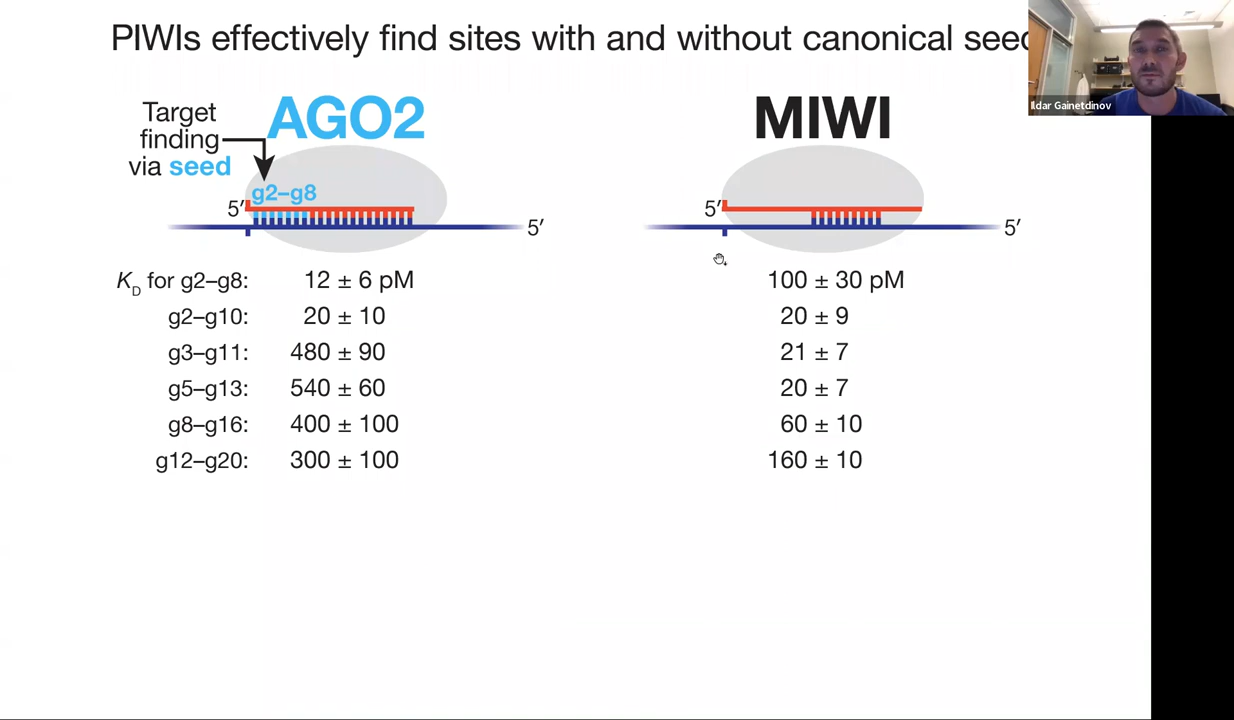 PIWIs effectively find sites with and without canonical
Ildar Gainetdinov
Target
finding
via seed
AGO2
g2–g8
5′
5′
MIWI
5′
5′
K_D for g2–g8: 12 ± 6 pM 100 ± 30 pM
g2–g10: 20 ± 10 20 ± 9
g3–g11: 480 ± 90 21 ± 7
g5–g13: 540 ± 60 20 ± 7
g8–g16: 400 ± 100 60 ± 10
g12–g20: 300 ± 100 160 ± 10